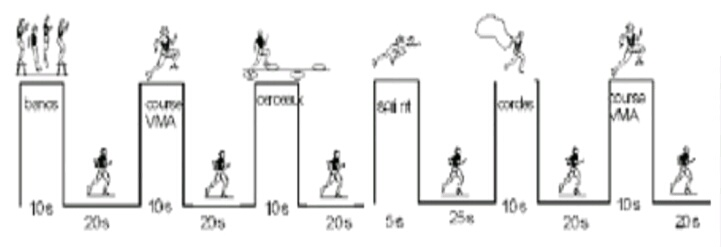 bancs
course
VMA
cerceaux
sprint
cordes
course
VMA
10s
20s
10s
20s
10s
20s
5s
25s
10s
20s
10s
20s